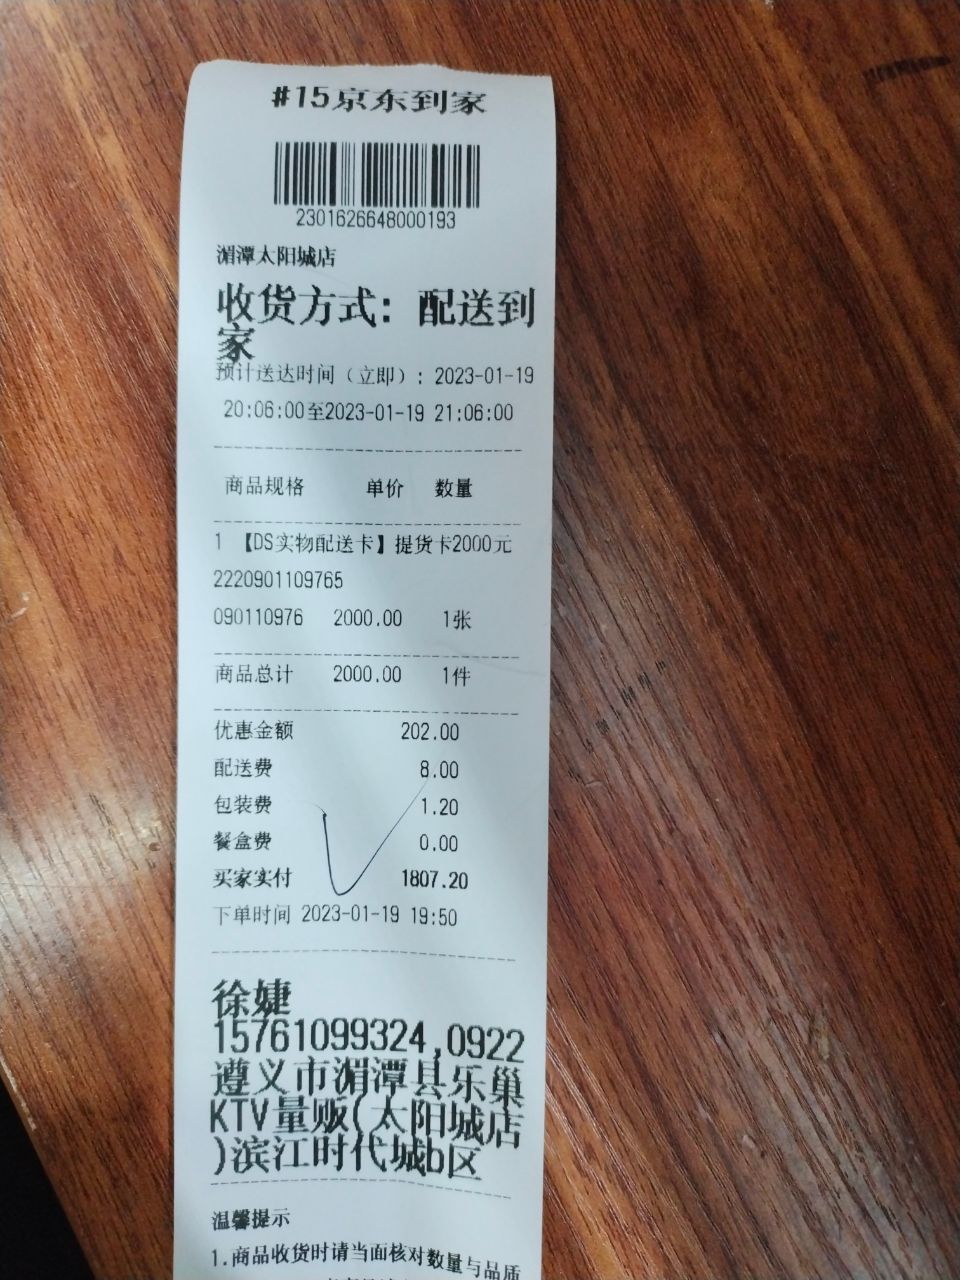 #15京东到家
2301626648000193
湄潭太阳城店
收货方式：配送到
家
预计送达时间（立即）：2023-01-19
20:06:00至2023-01-19 21:06:00
商品规格 单价 数量
1 【DS实物配送卡】提货卡2000元
2220901109765
090110976 2000.00 1张
商品总计 2000.00 1件
优惠金额 202.00
配送费 8.00
包装费 1.20
餐盒费 0.00
买家实付 1807.20
下单时间 2023-01-19 19:50
徐婕
15761099324,0922
遵义市湄潭县乐巢
KTV量贩(太阳城店
)滨江时代城b区
温馨提示
1.商品收货时请当面核对数量与品质